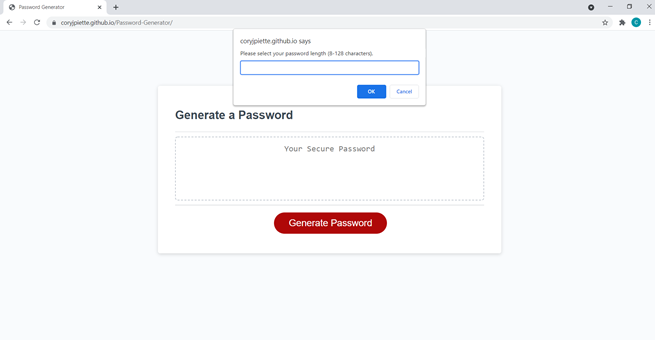 Password Generator
coryjpiette.github.io/Password-Generator/
C
coryjpiette.github.io says
Please select your password length (8-128 characters).
OK
Cancel
Generate a Password
Your Secure Password
Generate Password